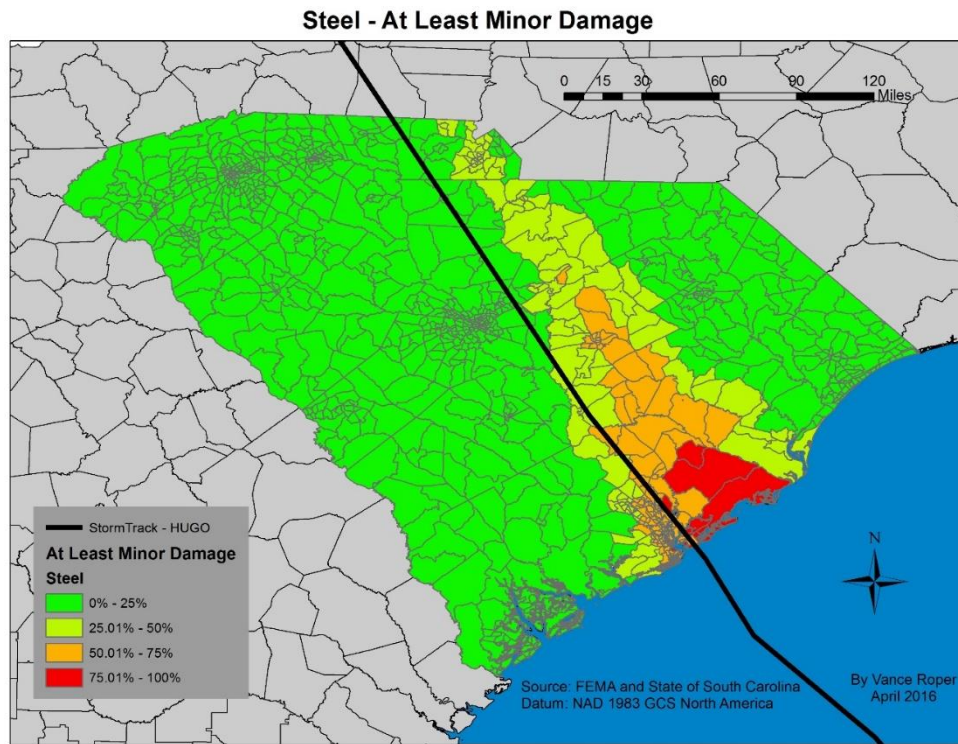 Steel - At Least Minor Damage
0 15 30 60 90 120
Miles
StormTrack - HUGO
At Least Minor Damage
Steel
0% - 25%
25.01% - 50%
50.01% - 75%
75.01% - 100%
N
Source: FEMA and State of South Carolina
Datum: NAD 1983 GCS North America
By Vance Roper
April 2016